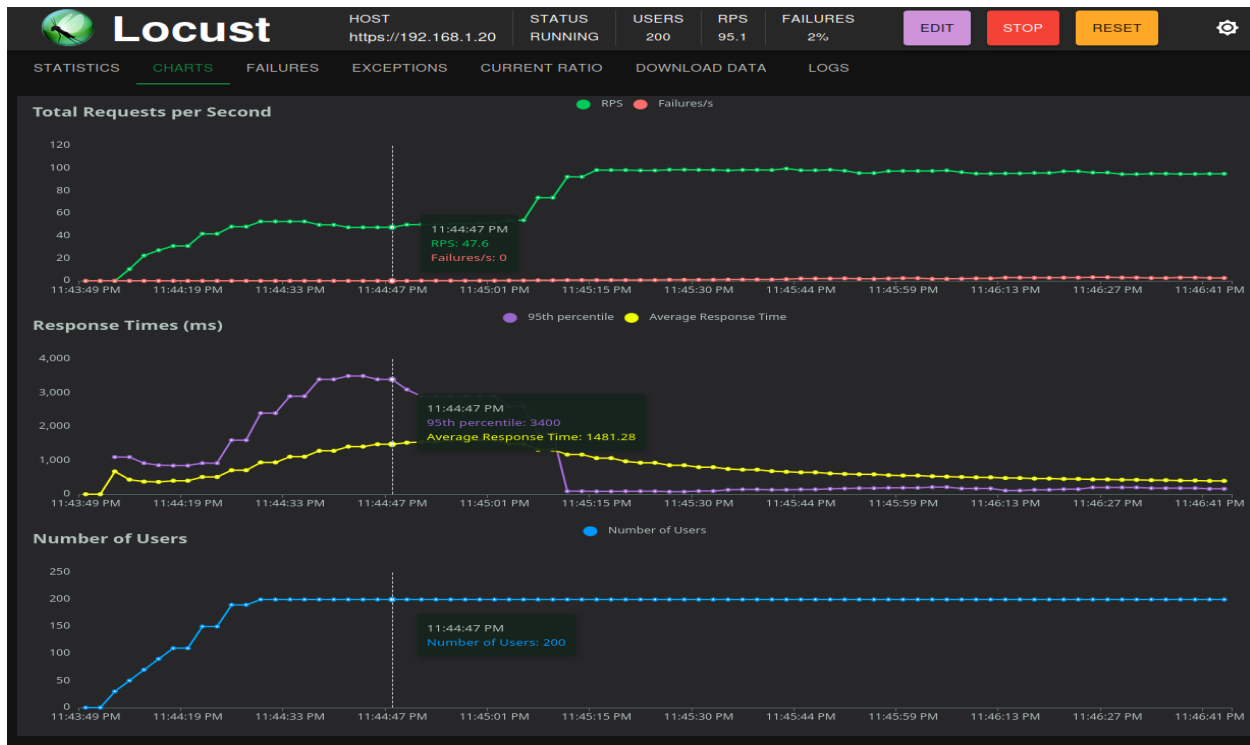 Locust
HOST
https://192.168.1.20
STATUS
RUNNING
USERS
200
RPS
95.1
FAILURES
2%
EDIT
STOP
RESET
STATISTICS CHARTS FAILURES EXCEPTIONS CURRENT RATIO DOWNLOAD DATA LOGS
Total Requests per Second
RPS Failures/s
120
100
80
60
40
20
0
11:44:47 PM
RPS: 47.6
Failures/s: 0
11:43:49 PM 11:44:19 PM 11:44:33 PM 11:44:47 PM 11:45:01 PM 11:45:15 PM 11:45:30 PM 11:45:44 PM 11:45:59 PM 11:46:13 PM 11:46:27 PM 11:46:41 PM
Response Times (ms)
95th percentile Average Response Time
4,000
3,000
2,000
1,000
0
11:44:47 PM
95th percentile: 3400
Average Response Time: 1481.28
11:43:49 PM 11:44:19 PM 11:44:33 PM 11:44:47 PM 11:45:01 PM 11:45:15 PM 11:45:30 PM 11:45:44 PM 11:45:59 PM 11:46:13 PM 11:46:27 PM 11:46:41 PM
Number of Users
Number of Users
250
200
150
100
50
0
11:44:47 PM
Number of Users: 200
11:43:49 PM 11:44:19 PM 11:44:33 PM 11:44:47 PM 11:45:01 PM 11:45:15 PM 11:45:30 PM 11:45:44 PM 11:45:59 PM 11:46:13 PM 11:46:27 PM 11:46:41 PM